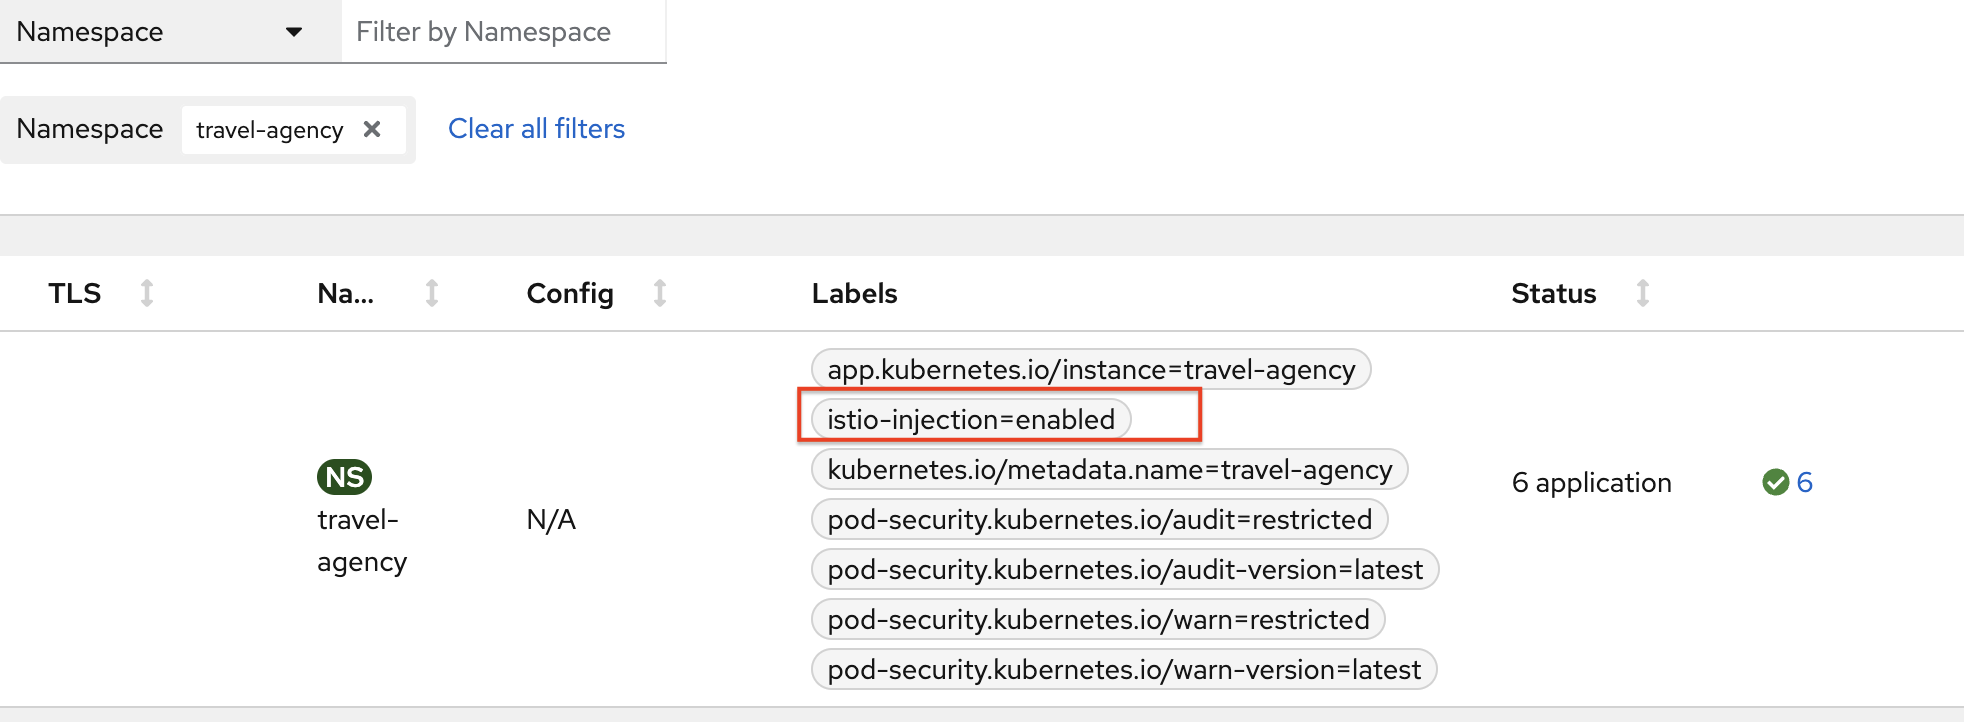 Namespace Filter by Namespace
Namespace travel-agency Clear all filters
TLS Na... Config Labels Status
NS
travel-
agency
N/A
app.kubernetes.io/instance=travel-agency
istio-injection=enabled
kubernetes.io/metadata.name=travel-agency
pod-security.kubernetes.io/audit=restricted
pod-security.kubernetes.io/audit-version=latest
pod-security.kubernetes.io/warn=restricted
pod-security.kubernetes.io/warn-version=latest
6 application 6